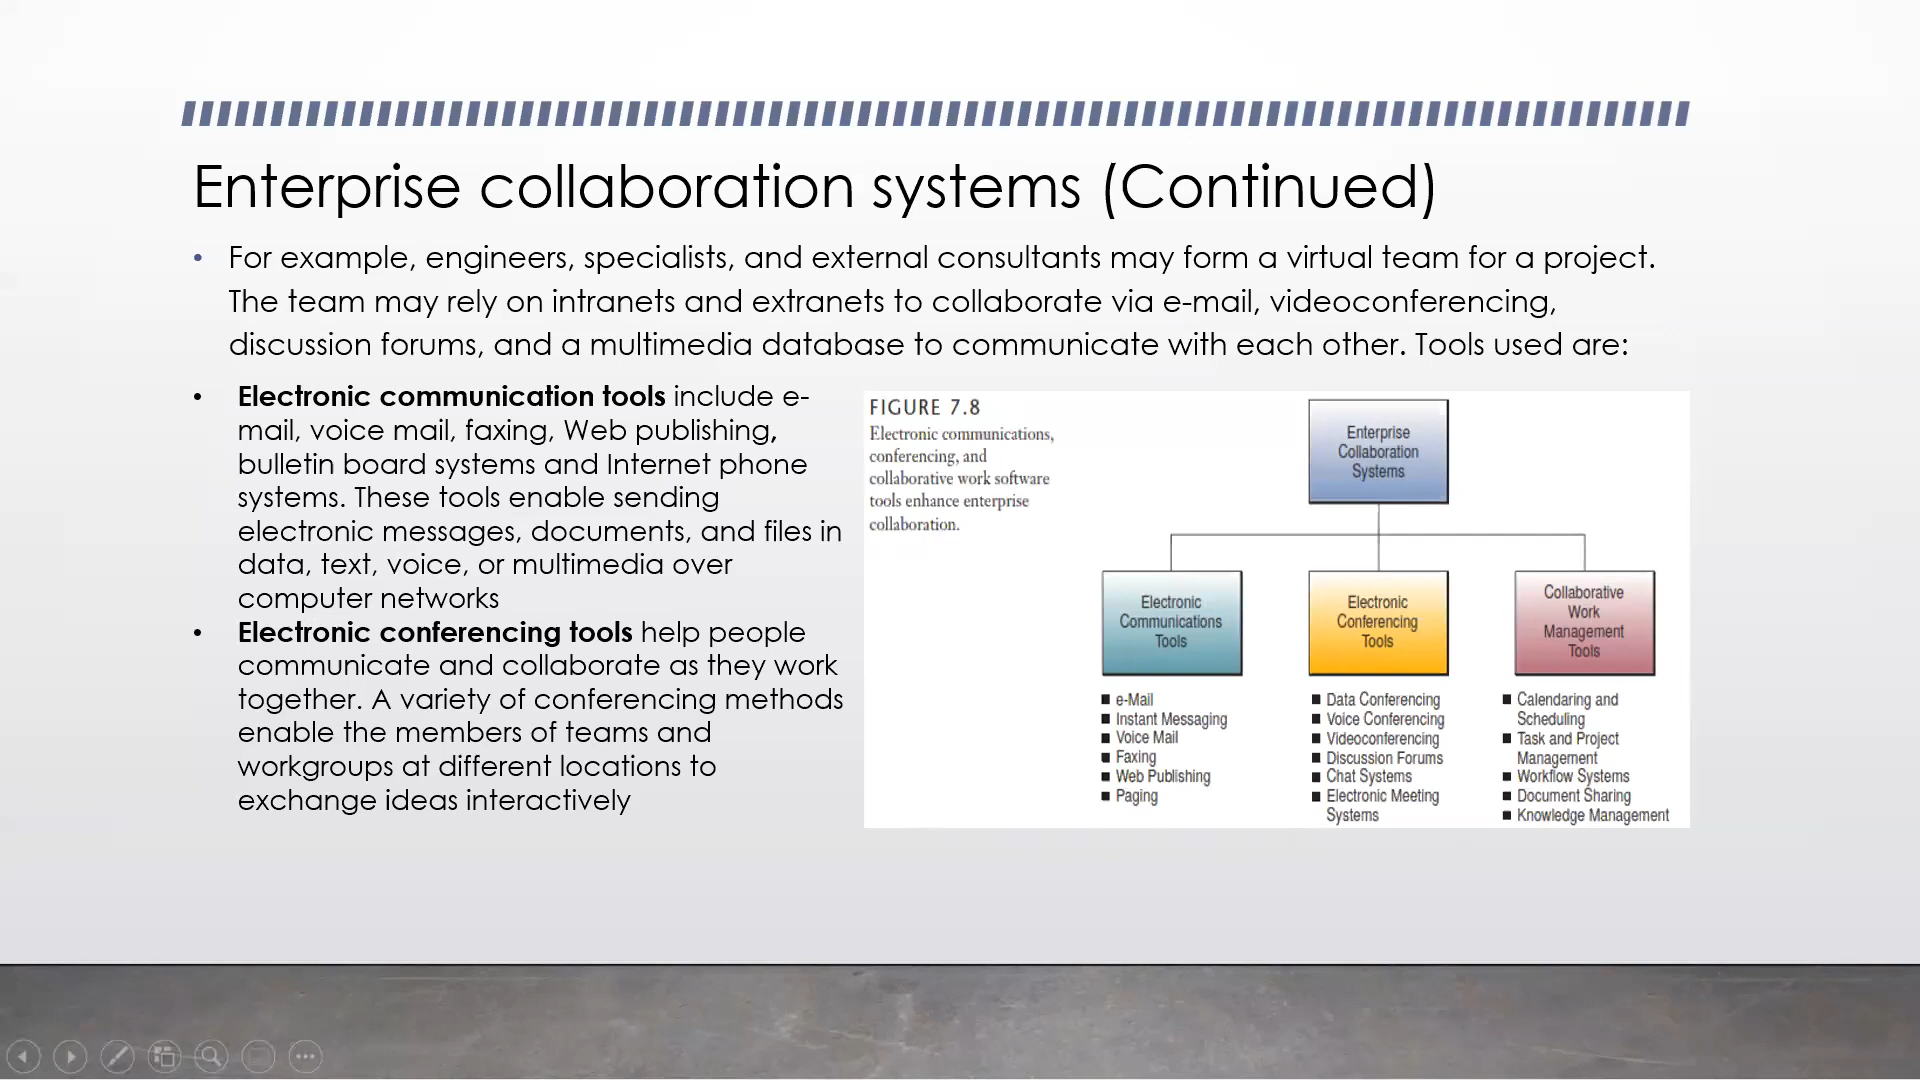 Enterprise collaboration systems (Continued)
• For example, engineers, specialists, and external consultants may form a virtual team for a project.
The team may rely on intranets and extranets to collaborate via e-mail, videoconferencing,
discussion forums, and a multimedia database to communicate with each other. Tools used are:
• Electronic communication tools include e-
mail, voice mail, faxing, Web publishing,
bulletin board systems and Internet phone
systems. These tools enable sending
electronic messages, documents, and files in
data, text, voice, or multimedia over
computer networks
• Electronic conferencing tools help people
communicate and collaborate as they work
together. A variety of conferencing methods
enable the members of teams and
workgroups at different locations to
exchange ideas interactively
FIGURE 7.8
Electronic communications,
conferencing, and
collaborative work software
tools enhance enterprise
collaboration.
Enterprise
Collaboration
Systems
Electronic
Communications
Tools
■ e-Mail
■ Instant Messaging
■ Voice Mail
■ Faxing
■ Web Publishing
■ Paging
Electronic
Conferencing
Tools
■ Data Conferencing
■ Voice Conferencing
■ Videoconferencing
■ Discussion Forums
■ Chat Systems
■ Electronic Meeting
Systems
Collaborative
Work
Management
Tools
■ Calendaring and
Scheduling
■ Task and Project
Management
■ Workflow Systems
■ Document Sharing
■ Knowledge Management